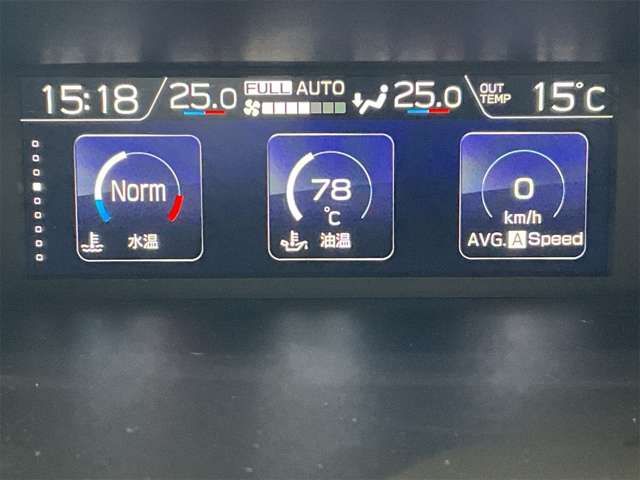 15:18 25.0 FULL AUTO 25.0 OUT TEMP 15°C
Norm
水温
78
°C
油温
0
km/h
AVG. A Speed